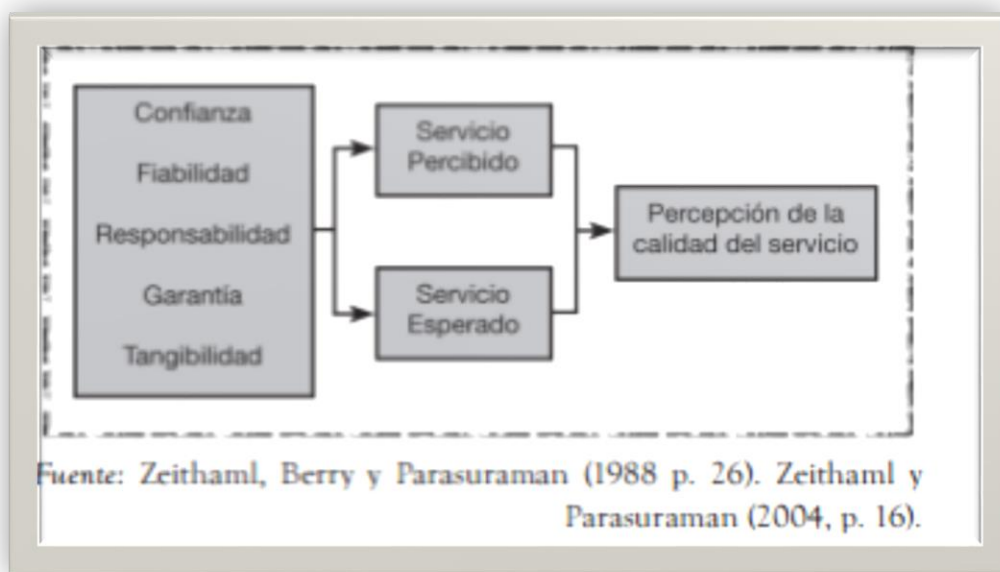 Confianza
Fiabilidad
Responsabilidad
Garantía
Tangibilidad
Servicio
Percibido
Servicio
Esperado
Percepción de la
calidad del servicio
Fuente: Zeithaml, Berry y Parasuraman (1988 p. 26). Zeithaml y
Parasuraman (2004, p. 16).